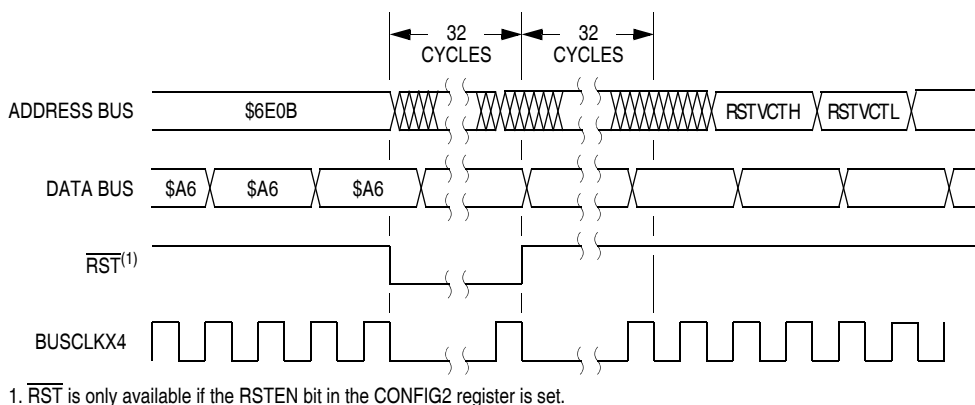 32
CYCLES
32
CYCLES
ADDRESS BUS
$6E0B
RSTVCTH
RSTVCTL
DATA BUS
$A6
$A6
$A6
RST(1)
BUSCLKX4
1. RST is only available if the RSTEN bit in the CONFIG2 register is set.